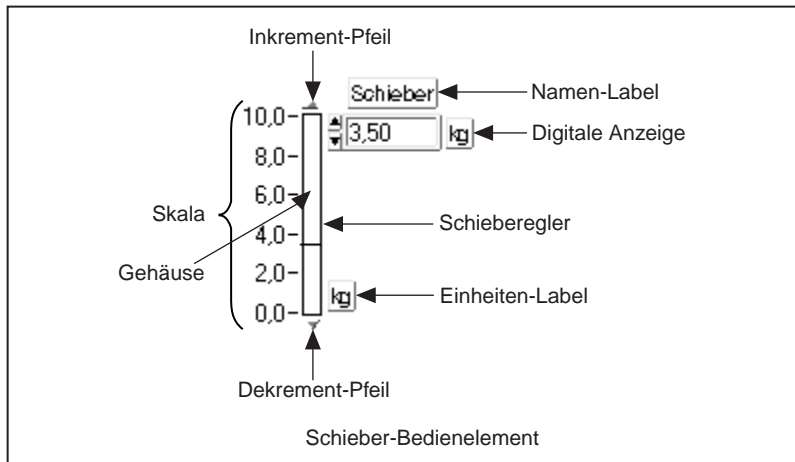 Inkrement-Pfeil
Schieber
Namen-Label
10,0
3,50
kg
Digitale Anzeige
8,0
6,0
Skala
4,0
Schieberegler
Gehäuse
2,0
kg
Einheiten-Label
0,0
Dekrement-Pfeil
Schieber-Bedienelement